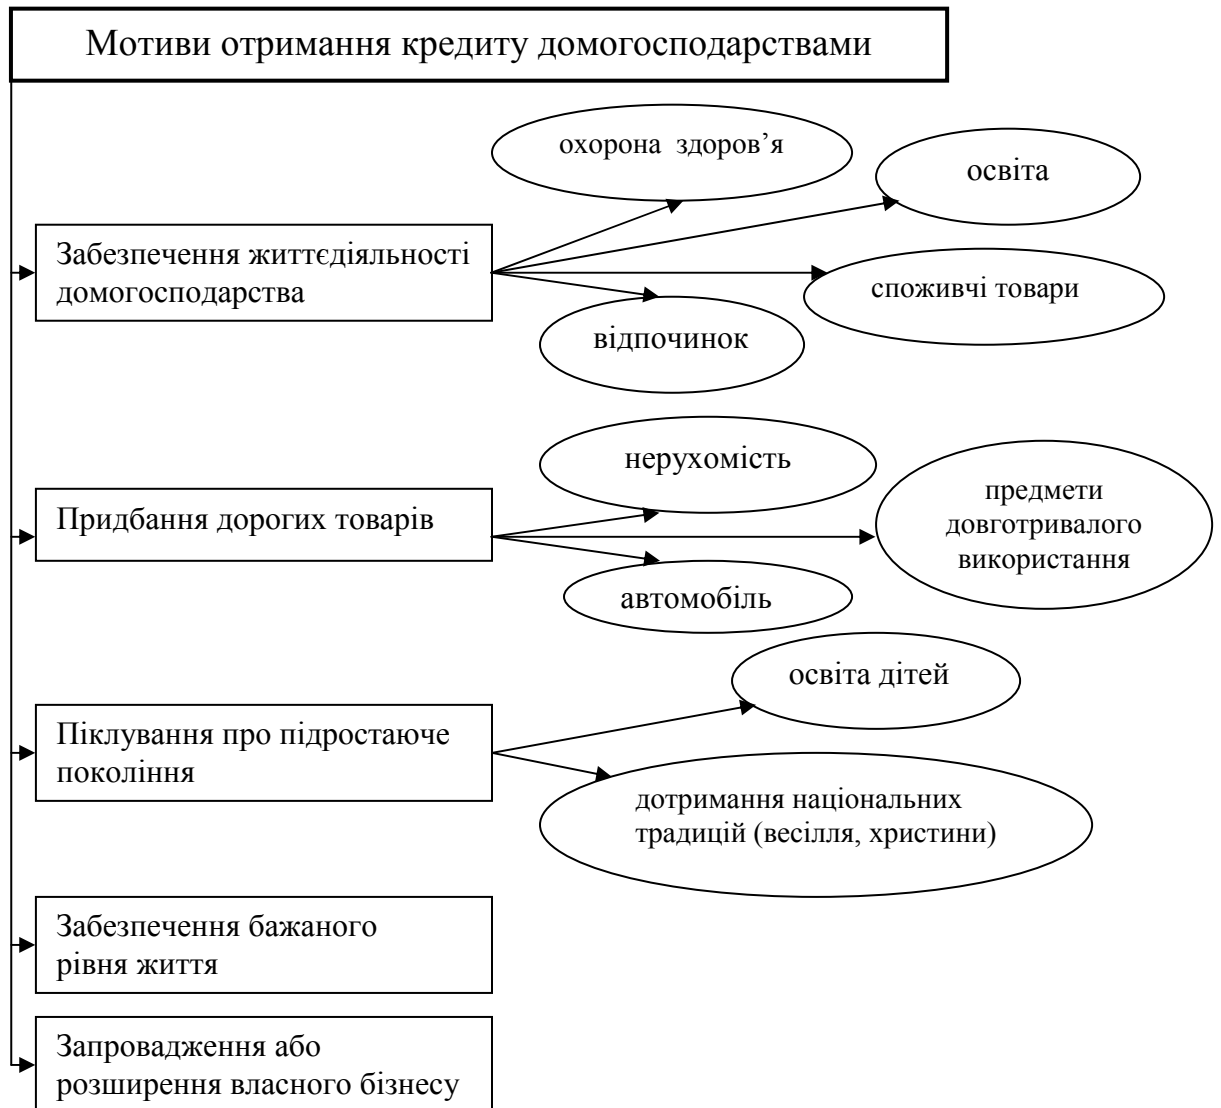 Мотиви отримання кредиту домогосподарствами
охорона здоров’я
освіта
Забезпечення життєдіяльності
домогосподарства
споживчі товари
відпочинок
нерухомість
Придбання дорогих товарів
предмети
довготривалого
використання
автомобіль
освіта дітей
Піклування про підростаюче
покоління
дотримання національних
традицій (весілля, христини)
Забезпечення бажаного
рівня життя
Запровадження або
розширення власного бізнесу